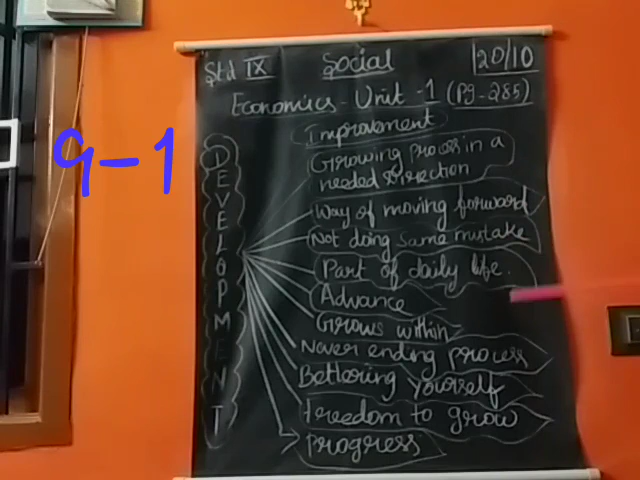 Std IX Social 20/10
Economics - Unit - 1 (Pg - 285)
9-1
DEVELOPMENT
Improvment
Growing process in a
needed Direction
Way of moving forward
Not doing same mistake
Part of daily life.
Advance
Grows within
Never ending process
Bettering yourself
freedom to grow
Progress